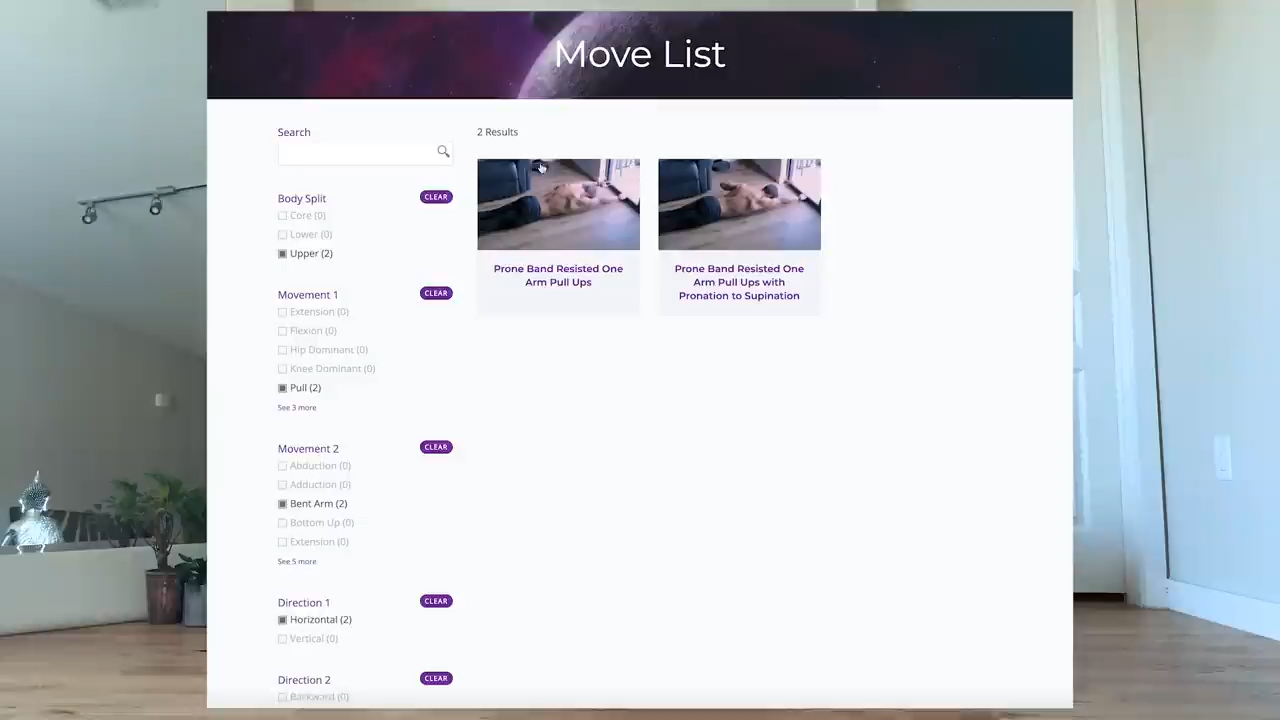 Move List
Search
2 Results
Body Split
CLEAR
Core (0)
Lower (0)
Upper (2)
Prone Band Resisted One
Arm Pull Ups
Prone Band Resisted One
Arm Pull Ups with
Pronation to Supination
Movement 1
CLEAR
Extension (0)
Flexion (0)
Hip Dominant (0)
Knee Dominant (0)
Pull (2)
See 3 more
Movement 2
CLEAR
Abduction (0)
Adduction (0)
Bent Arm (2)
Bottom Up (0)
Extension (0)
See 5 more
Direction 1
CLEAR
Horizontal (2)
Vertical (0)
Direction 2
CLEAR
Backward (0)